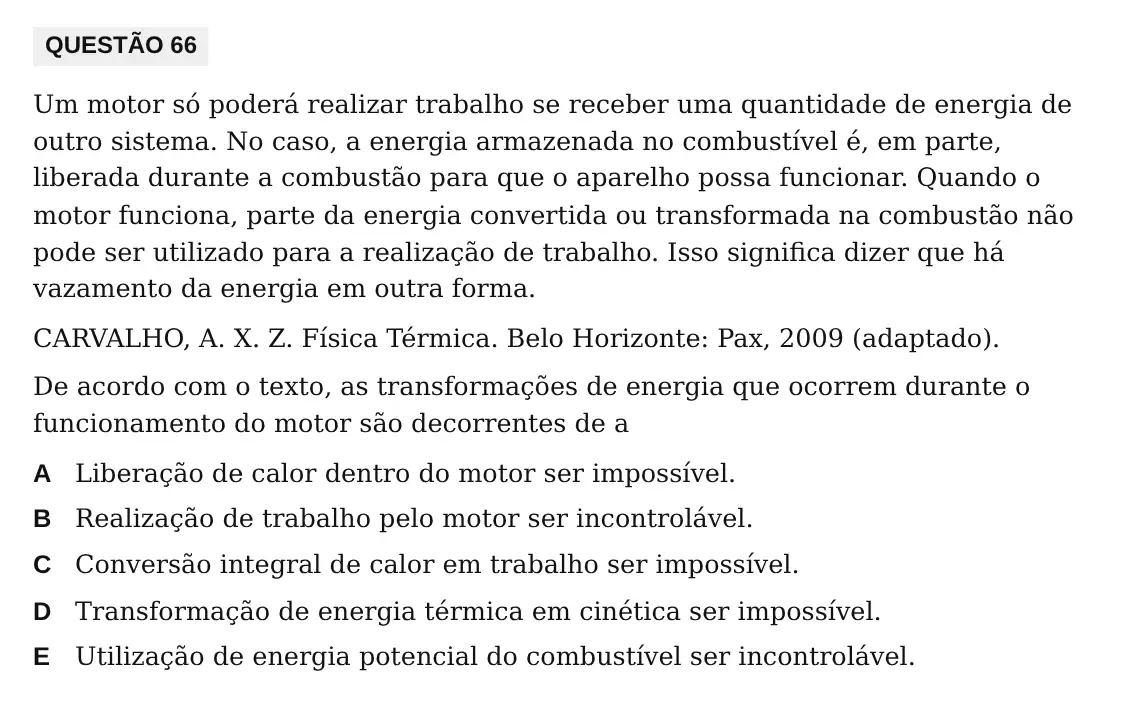 QUESTÃO 66
Um motor só poderá realizar trabalho se receber uma quantidade de energia de
outro sistema. No caso, a energia armazenada no combustível é, em parte,
liberada durante a combustão para que o aparelho possa funcionar. Quando o
motor funciona, parte da energia convertida ou transformada na combustão não
pode ser utilizado para a realização de trabalho. Isso significa dizer que há
vazamento da energia em outra forma.
CARVALHO, A. X. Z. Física Térmica. Belo Horizonte: Pax, 2009 (adaptado).
De acordo com o texto, as transformações de energia que ocorrem durante o
funcionamento do motor são decorrentes de a
A Liberação de calor dentro do motor ser impossível.
B Realização de trabalho pelo motor ser incontrolável.
C Conversão integral de calor em trabalho ser impossível.
D Transformação de energia térmica em cinética ser impossível.
E Utilização de energia potencial do combustível ser incontrolável.